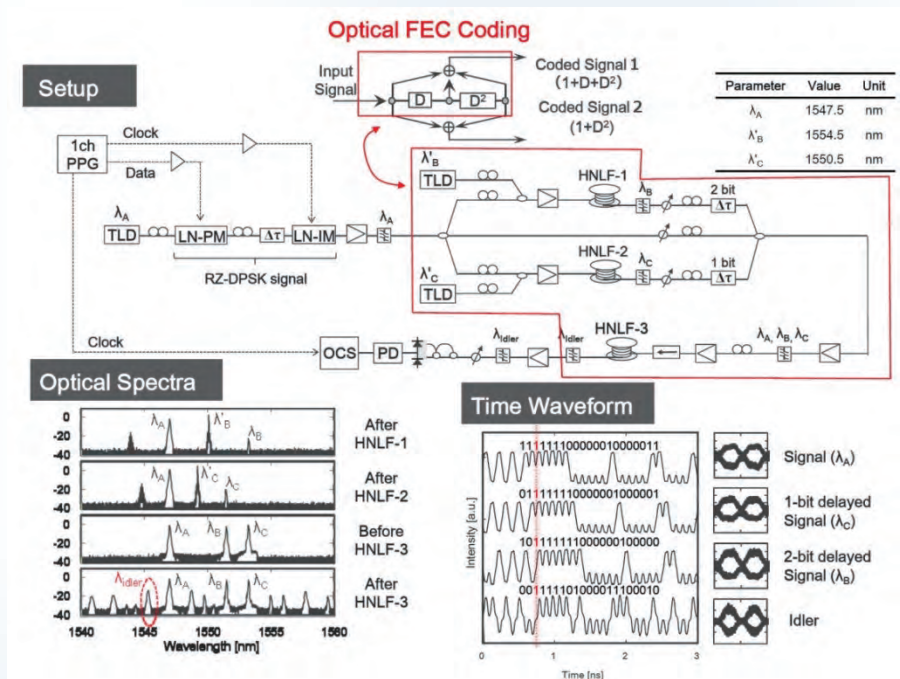 Optical FEC Coding
Setup
Input
Signal
D
D²
Coded Signal 1
(1+D+D²)
Coded Signal 2
(1+D²)
Parameter Value Unit
λA 1547.5 nm
λ'B 1554.5 nm
λ'C 1550.5 nm
1ch
PPG
Clock
Data
λA
TLD
LN-PM
Δτ
LN-IM
λA
RZ-DPSK signal
λ'B
TLD
HNLF-1
λB
2 bit
Δτ
HNLF-2
λC
1 bit
Δτ
λ'C
TLD
Clock
OCS
PD
λIdler
λIdler
HNLF-3
λA, λB, λC
Optical Spectra
0
-20
-40
λA
λ'B
λB
After
HNLF-1
0
-20
-40
λA
λ'C
λC
After
HNLF-2
0
-20
-40
λA
λB
λC
Before
HNLF-3
0
-20
-40
λidler
λA
λB
λC
After
HNLF-3
1540 1545 1550 1555 1560
Wavelength [nm]
Time Waveform
Intensity [a.u.]
Signal (λA)
1-bit delayed
Signal (λC)
2-bit delayed
Signal (λB)
Idler
0 1 2 3
Time [ns]